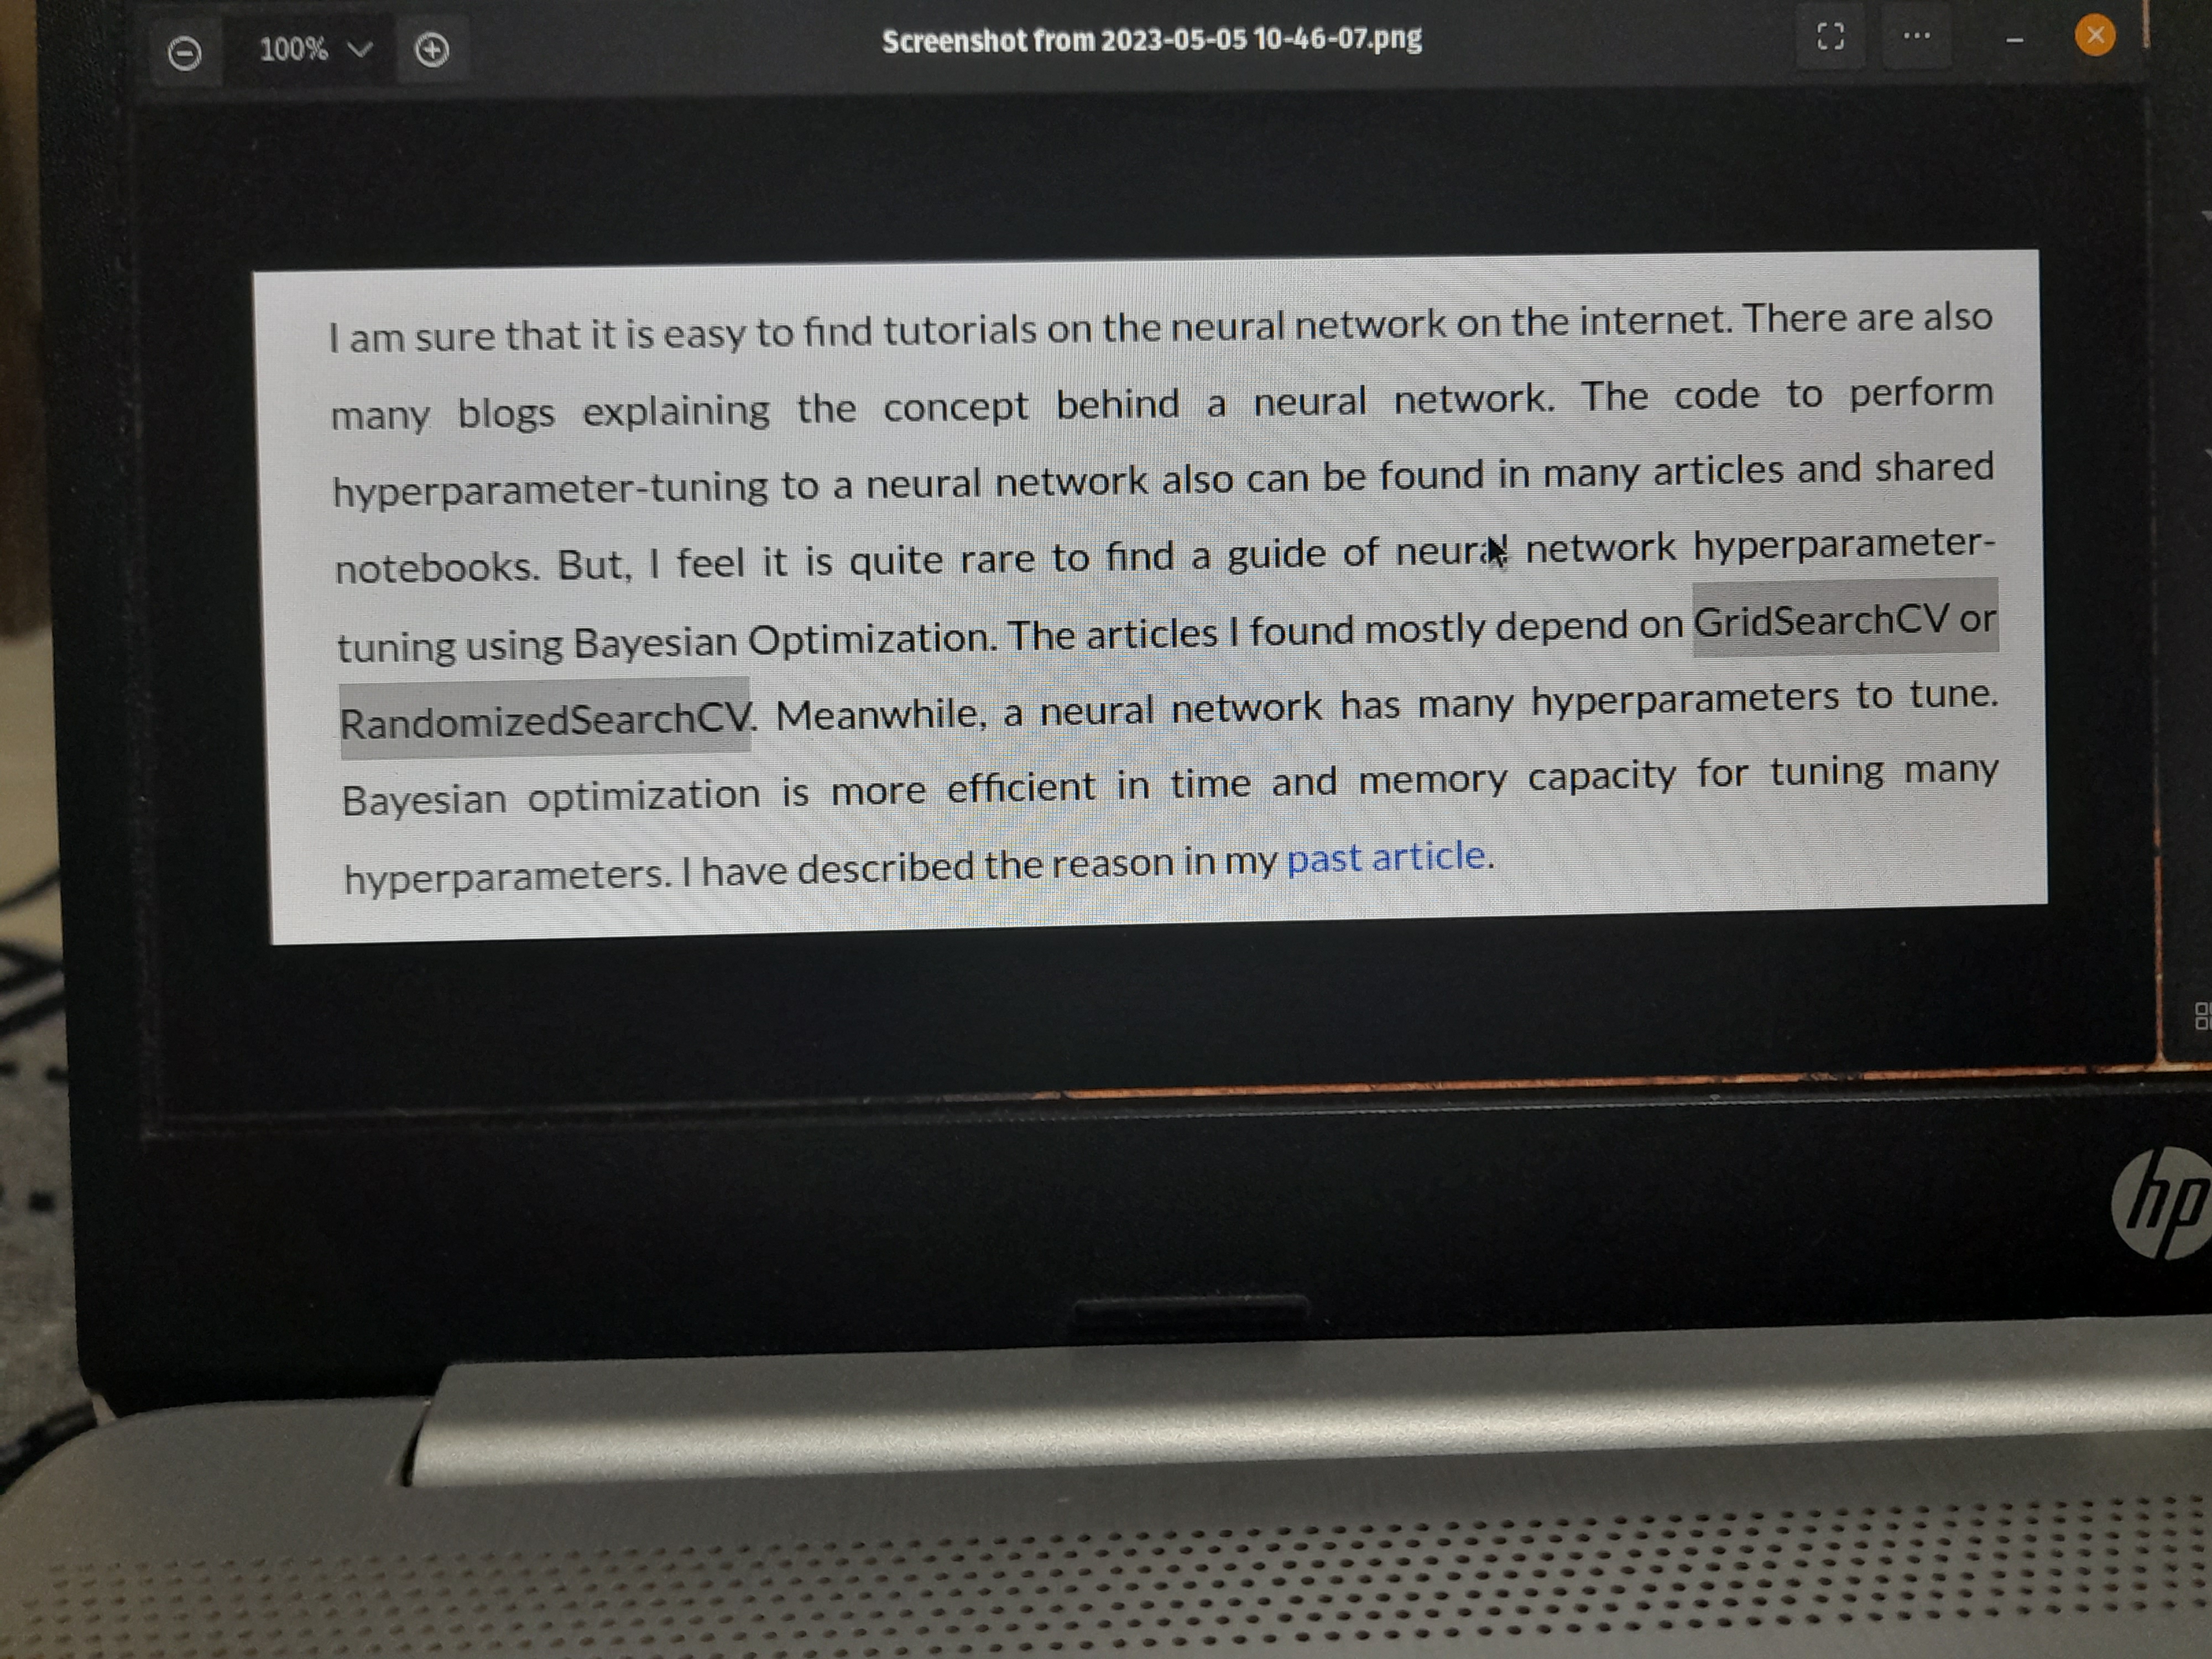 100%
Screenshot from 2023-05-05 10-46-07.png
I am sure that it is easy to find tutorials on the neural network on the internet. There are also
many blogs explaining the concept behind a neural network. The code to perform
hyperparameter-tuning to a neural network also can be found in many articles and shared
notebooks. But, I feel it is quite rare to find a guide of neural network hyperparameter-
tuning using Bayesian Optimization. The articles I found mostly depend on GridSearchCV or
RandomizedSearchCV. Meanwhile, a neural network has many hyperparameters to tune.
Bayesian optimization is more efficient in time and memory capacity for tuning many
hyperparameters. I have described the reason in my past article.
hp